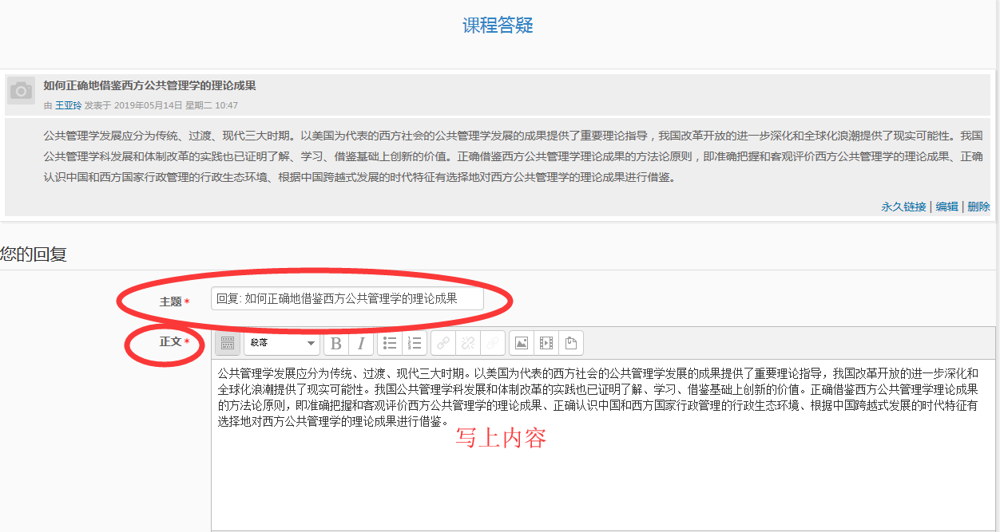 课程答疑
如何正确地借鉴西方公共管理学的理论成果
由 王亚玲 发表于 2019年05月14日 星期二 10:47
公共管理学发展应分为传统、过渡、现代三大时期。以美国为代表的西方社会的公共管理学发展的成果提供了重要理论指导，我国改革开放的进一步深化和全球化浪潮提供了现实可能性。我国
公共管理学科发展和体制改革的实践也已证明了解、学习、借鉴基础上创新的价值。正确借鉴西方公共管理学理论成果的方法论原则，即准确把握和客观评价西方公共管理学的理论成果、正确
认识中国和西方国家行政管理的行政生态环境、根据中国跨越式发展的时代特征有选择地对西方公共管理学的理论成果进行借鉴。
永久链接 | 编辑 | 删除
您的回复
主题* 回复: 如何正确地借鉴西方公共管理学的理论成果
正文* 段落 B I
公共管理学发展应分为传统、过渡、现代三大时期。以美国为代表的西方社会的公共管理学发展的成果提供了重要理论指导，我国改革开放的进一步深化和
全球化浪潮提供了现实可能性。我国公共管理学科发展和体制改革的实践也已证明了解、学习、借鉴基础上创新的价值。正确借鉴西方公共管理学理论成果
的方法论原则，即准确把握和客观评价西方公共管理学的理论成果、正确认识中国和西方国家行政管理的行政生态环境、根据中国跨越式发展的时代特征有
选择地对西方公共管理学的理论成果进行借鉴。
写上内容